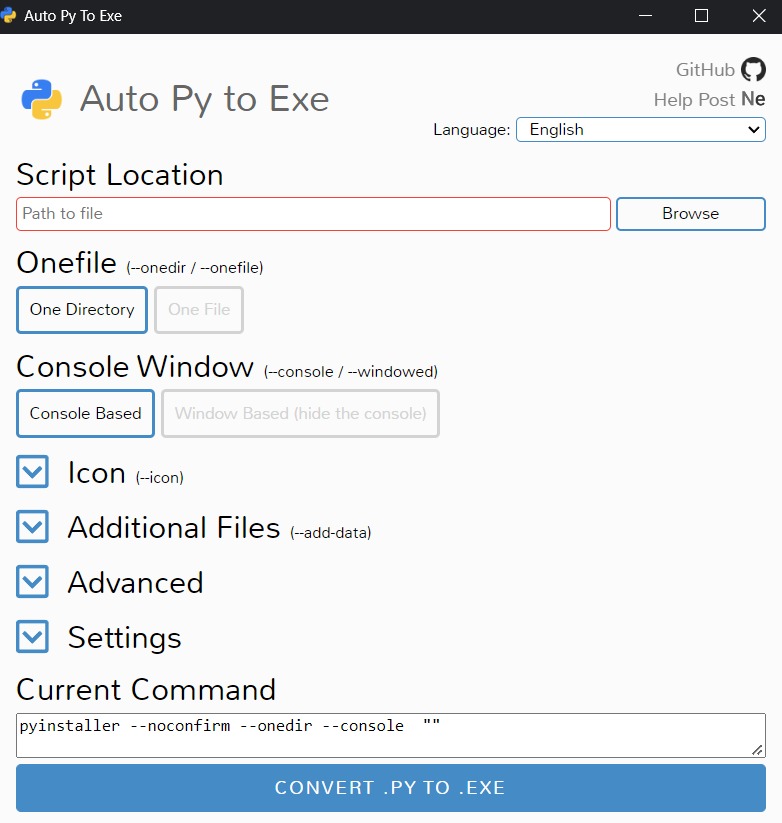 Auto Py To Exe
GitHub
Auto Py to Exe
Help Post Ne
Language: English
Script Location
Path to file
Browse
Onefile (--onedir / --onefile)
One Directory
One File
Console Window (--console / --windowed)
Console Based
Window Based (hide the console)
Icon (--icon)
Additional Files (--add-data)
Advanced
Settings
Current Command
pyinstaller --noconfirm --onedir --console  ""
CONVERT .PY TO .EXE